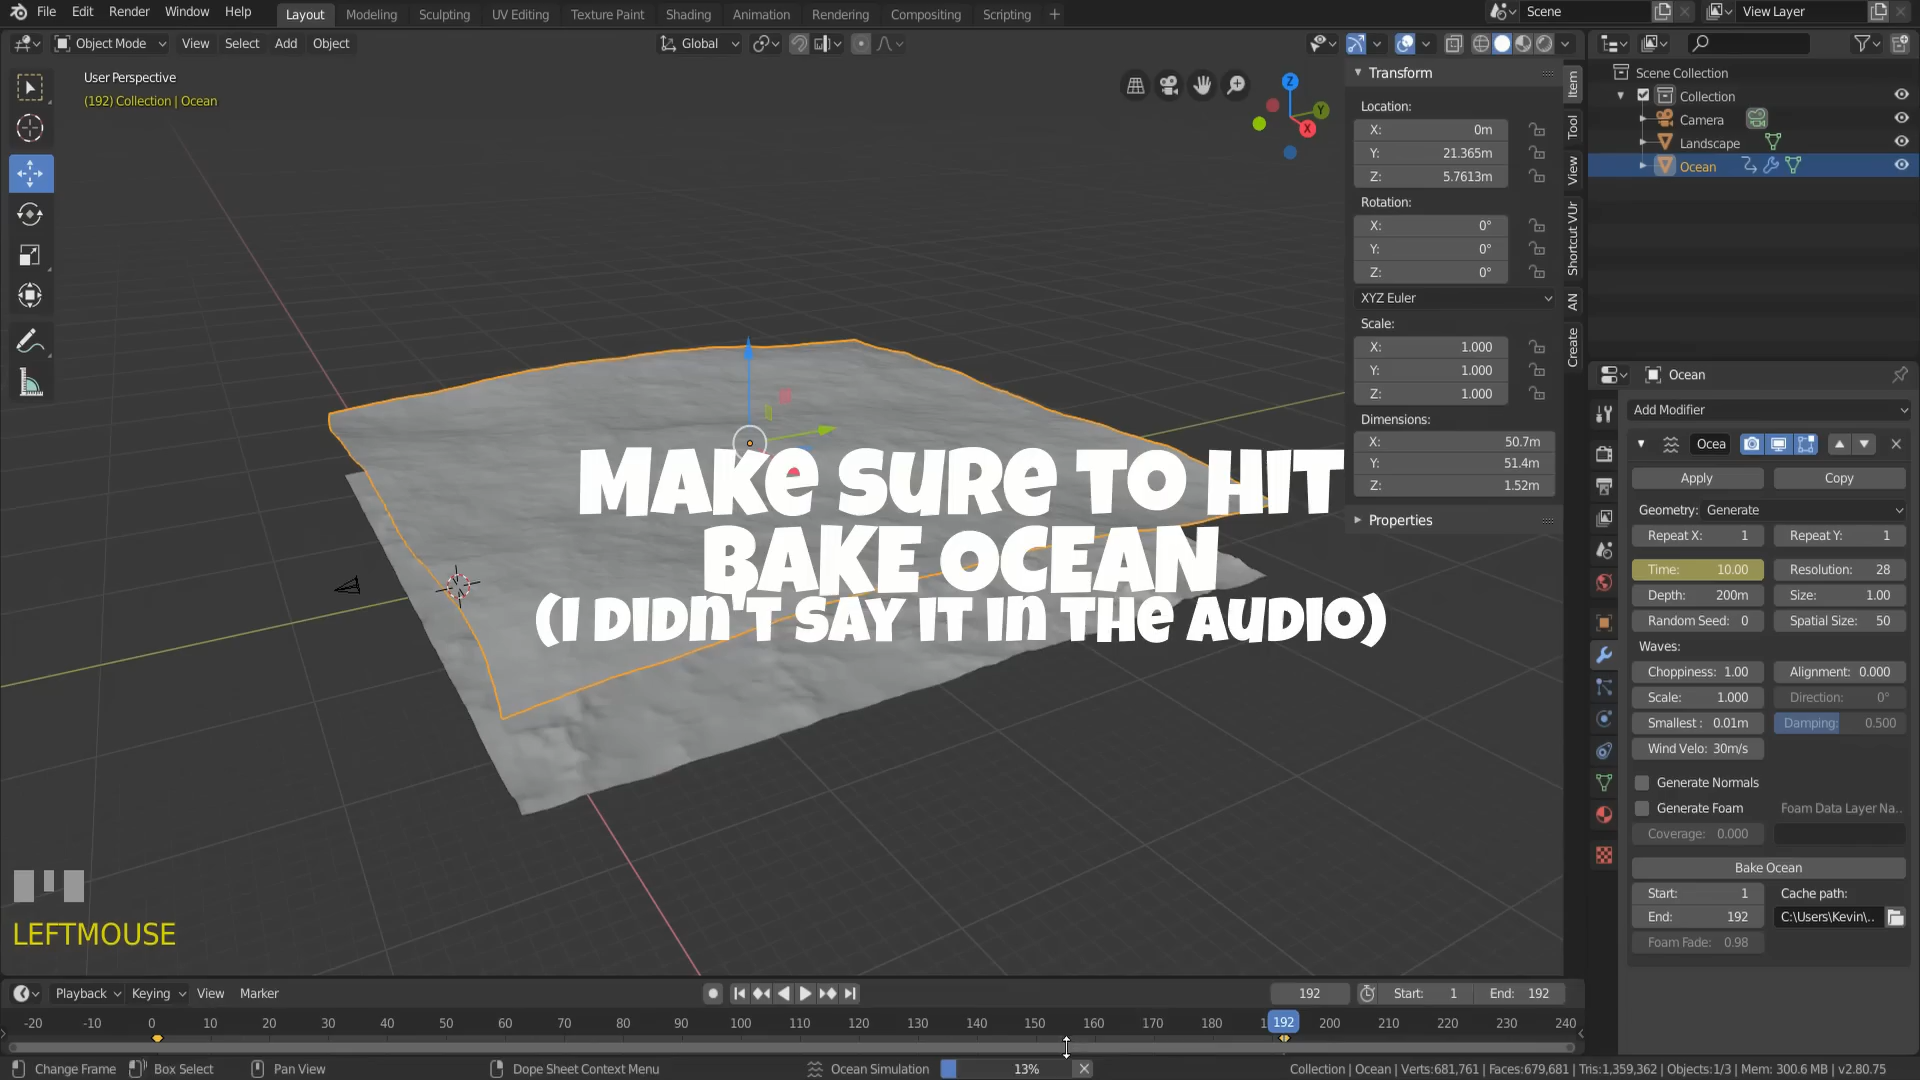 File Edit Render Window Help Layout Modeling Sculpting UV Editing Texture Paint Shading Animation Rendering Compositing Scripting + Scene View Layer
Object Mode View Select Add Object Global
User Perspective
(192) Collection | Ocean
Z
Y
X
Transform
Location:
X: 0m
Y: 21.365m
Z: 5.7613m
Rotation:
X: 0°
Y: 0°
Z: 0°
XYZ Euler
Scale:
X: 1.000
Y: 1.000
Z: 1.000
Dimensions:
X: 50.7m
Y: 51.4m
Z: 1.52m
Properties
Item
Tool
View
Shortcut VUr
AN
Create
Scene Collection
Collection
Camera
Landscape
Ocean
Ocean
Add Modifier
Ocea
Apply Copy
Geometry: Generate
Repeat X: 1 Repeat Y: 1
Time: 10.00 Resolution: 28
Depth: 200m Size: 1.00
Random Seed: 0 Spatial Size: 50
Waves:
Choppiness: 1.00 Alignment: 0.000
Scale: 1.000 Direction: 0°
Smallest : 0.01m Damping: 0.500
Wind Velo: 30m/s
Generate Normals
Generate Foam Foam Data Layer Na..
Coverage: 0.000
Bake Ocean
Start: 1 Cache path:
End: 192 C:\Users\Kevin\..
Foam Fade: 0.98
MAKE SURE TO HIT
BAKE OCEAN
(I DIDN'T SAY IT IN THE AUDIO)
LEFTMOUSE
Playback Keying View Marker 192 Start: 1 End: 192
-20 -10 0 10 20 30 40 50 60 70 80 90 100 110 120 130 140 150 160 170 180 192 200 210 220 230 240
Change Frame Box Select Pan View Dope Sheet Context Menu Ocean Simulation 13% Collection | Ocean | Verts:681,761 | Faces:679,681 | Tris:1,359,362 | Objects:1/3 | Mem: 300.6 MB | v2.80.75